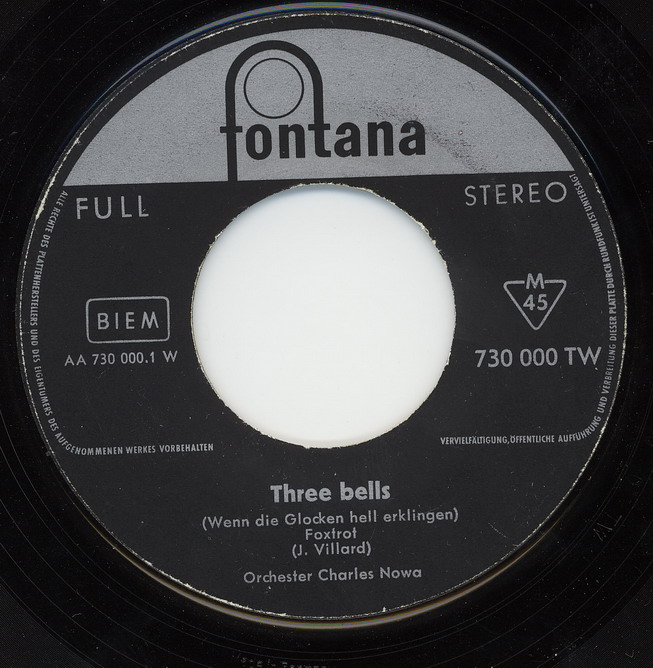 fontana
FULL
STEREO
BIEM
AA 730 000.1 W
M
45
730 000 TW
ALLE RECHTE DES PLATTENHERSTELLERS UND DES EIGENTÜMERS DES AUFGENOMMENEN WERKES VORBEHALTEN
VERVIELFÄLTIGUNG, ÖFFENTLICHE AUFFÜHRUNG UND VERBREITUNG DIESER PLATTE DURCH RUNDFUNK IST UNTERSAGT
Three bells
(Wenn die Glocken hell erklingen)
Foxtrot
(J. Villard)
Orchester Charles Nowa